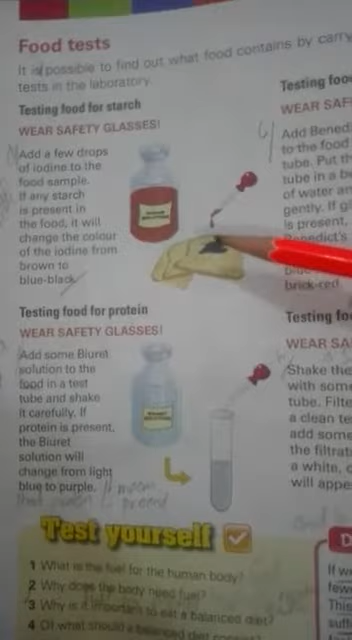 Food tests
It is possible to find out what food contains by carry
tests in the laboratory.
Testing food for starch
WEAR SAFETY GLASSES!
Add a few drops
of iodine to the
food sample.
If any starch
is present in
the food, it will
change the colour
of the iodine from
brown to
blue-black.
Testing food for protein
WEAR SAFETY GLASSES!
Add some Biuret
solution to the
food in a test
tube and shake
it carefully. If
protein is present,
the Biuret
solution will
change from light
blue to purple.
Testing foo
WEAR SAF
Add Bened
to the food
tube. Put th
tube in a b
of water an
gently. If gl
is present,
Benedict's
brick-red.
Testing fo
WEAR SA
Shake the
with some
tube. Filte
a clean te
add some
the filtrat
a white, c
will appe
Test yourself
1 What is the fuel for the human body?
2 Why does the body need fuel?
3 Why is it important to eat a balanced diet?
4 Of what should a balanced diet
D
If w
few
This